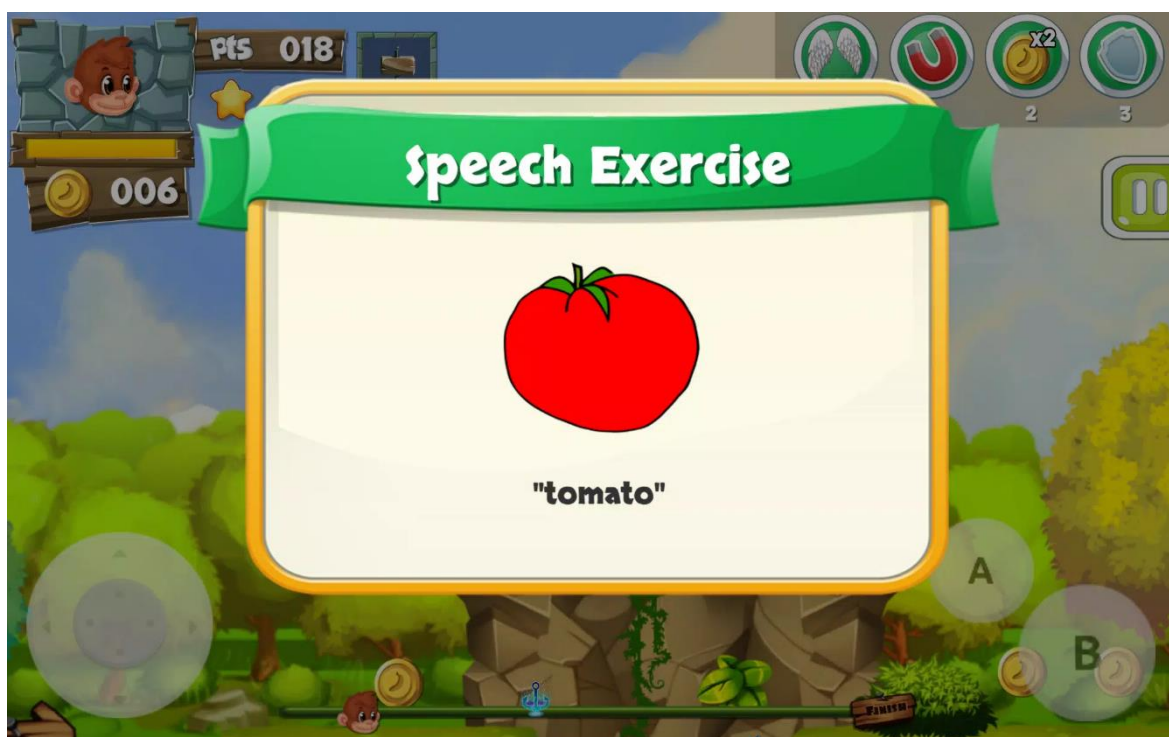 Pts 018
x2
2 3
006
Speech Exercise
"tomato"
A
B
FINISH